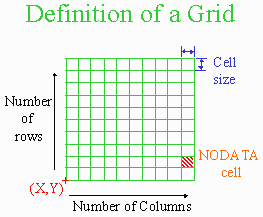 Definition of a Grid
Cell
size
Number
of
rows
NODATA
cell
(X,Y)
Number of Columns